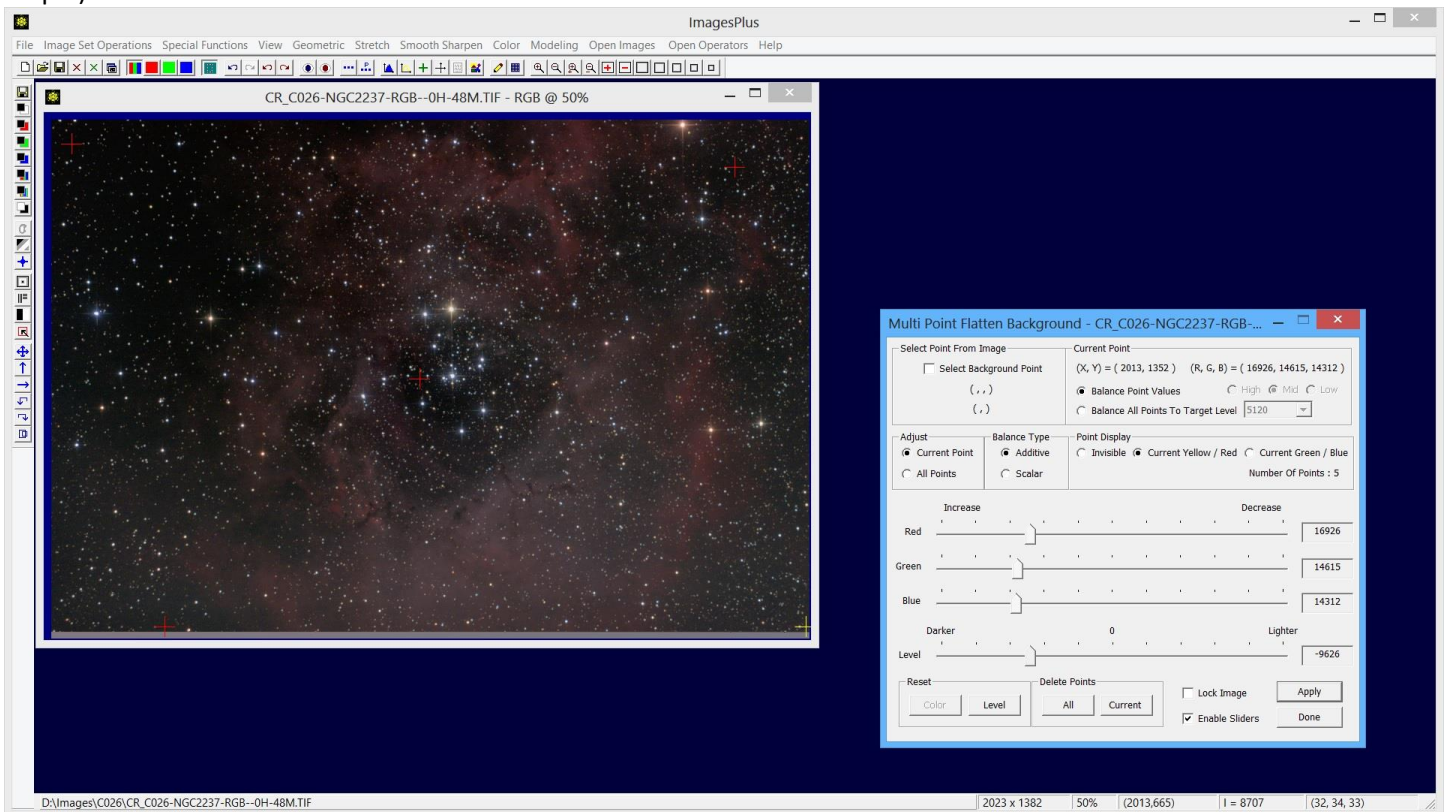 ImagesPlus
File Image Set Operations Special Functions View Geometric Stretch Smooth Sharpen Color Modeling Open Images Open Operators Help
CR_C026-NGC2237-RGB--0H-48M.TIF - RGB @ 50%
Multi Point Flatten Background - CR_C026-NGC2237-RGB-...
Select Point From Image
Select Background Point
( , , )
( , )
Current Point
(X, Y) = ( 2013, 1352 ) (R, G, B) = ( 16926, 14615, 14312 )
Balance Point Values High Mid Low
Balance All Points To Target Level 5120
Adjust
Current Point
All Points
Balance Type
Additive
Scalar
Point Display
Invisible Current Yellow / Red Current Green / Blue
Number Of Points : 5
Increase Decrease
Red 16926
Green 14615
Blue 14312
Darker 0 Lighter
Level -9626
Reset
Color Level
Delete Points
All Current
Lock Image Apply
Enable Sliders Done
D:\Images\C026\CR_C026-NGC2237-RGB--0H-48M.TIF 2023 x 1382 50% (2013,665) I = 8707 (32, 34, 33)